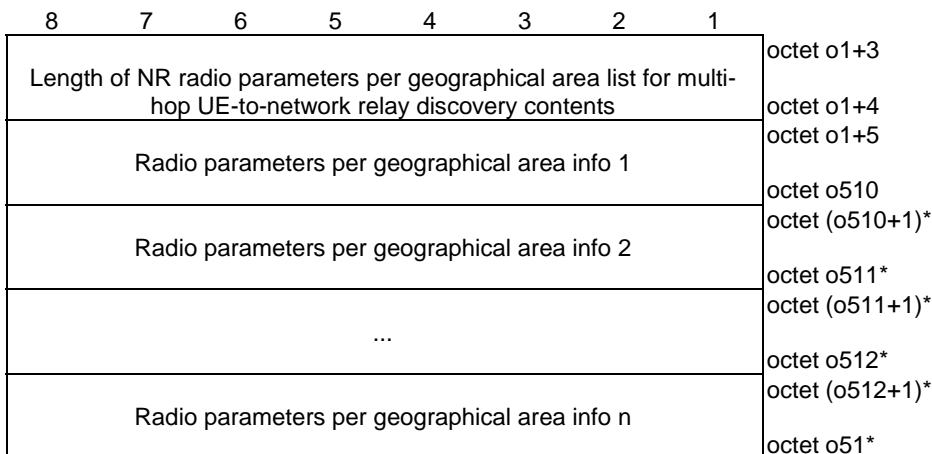 8 7 6 5 4 3 2 1
octet o1+3
Length of NR radio parameters per geographical area list for multi-
hop UE-to-network relay discovery contents
octet o1+4
octet o1+5
Radio parameters per geographical area info 1
octet o510
octet (o510+1)*
Radio parameters per geographical area info 2
octet o511*
octet (o511+1)*
...
octet o512*
octet (o512+1)*
Radio parameters per geographical area info n
octet o51*